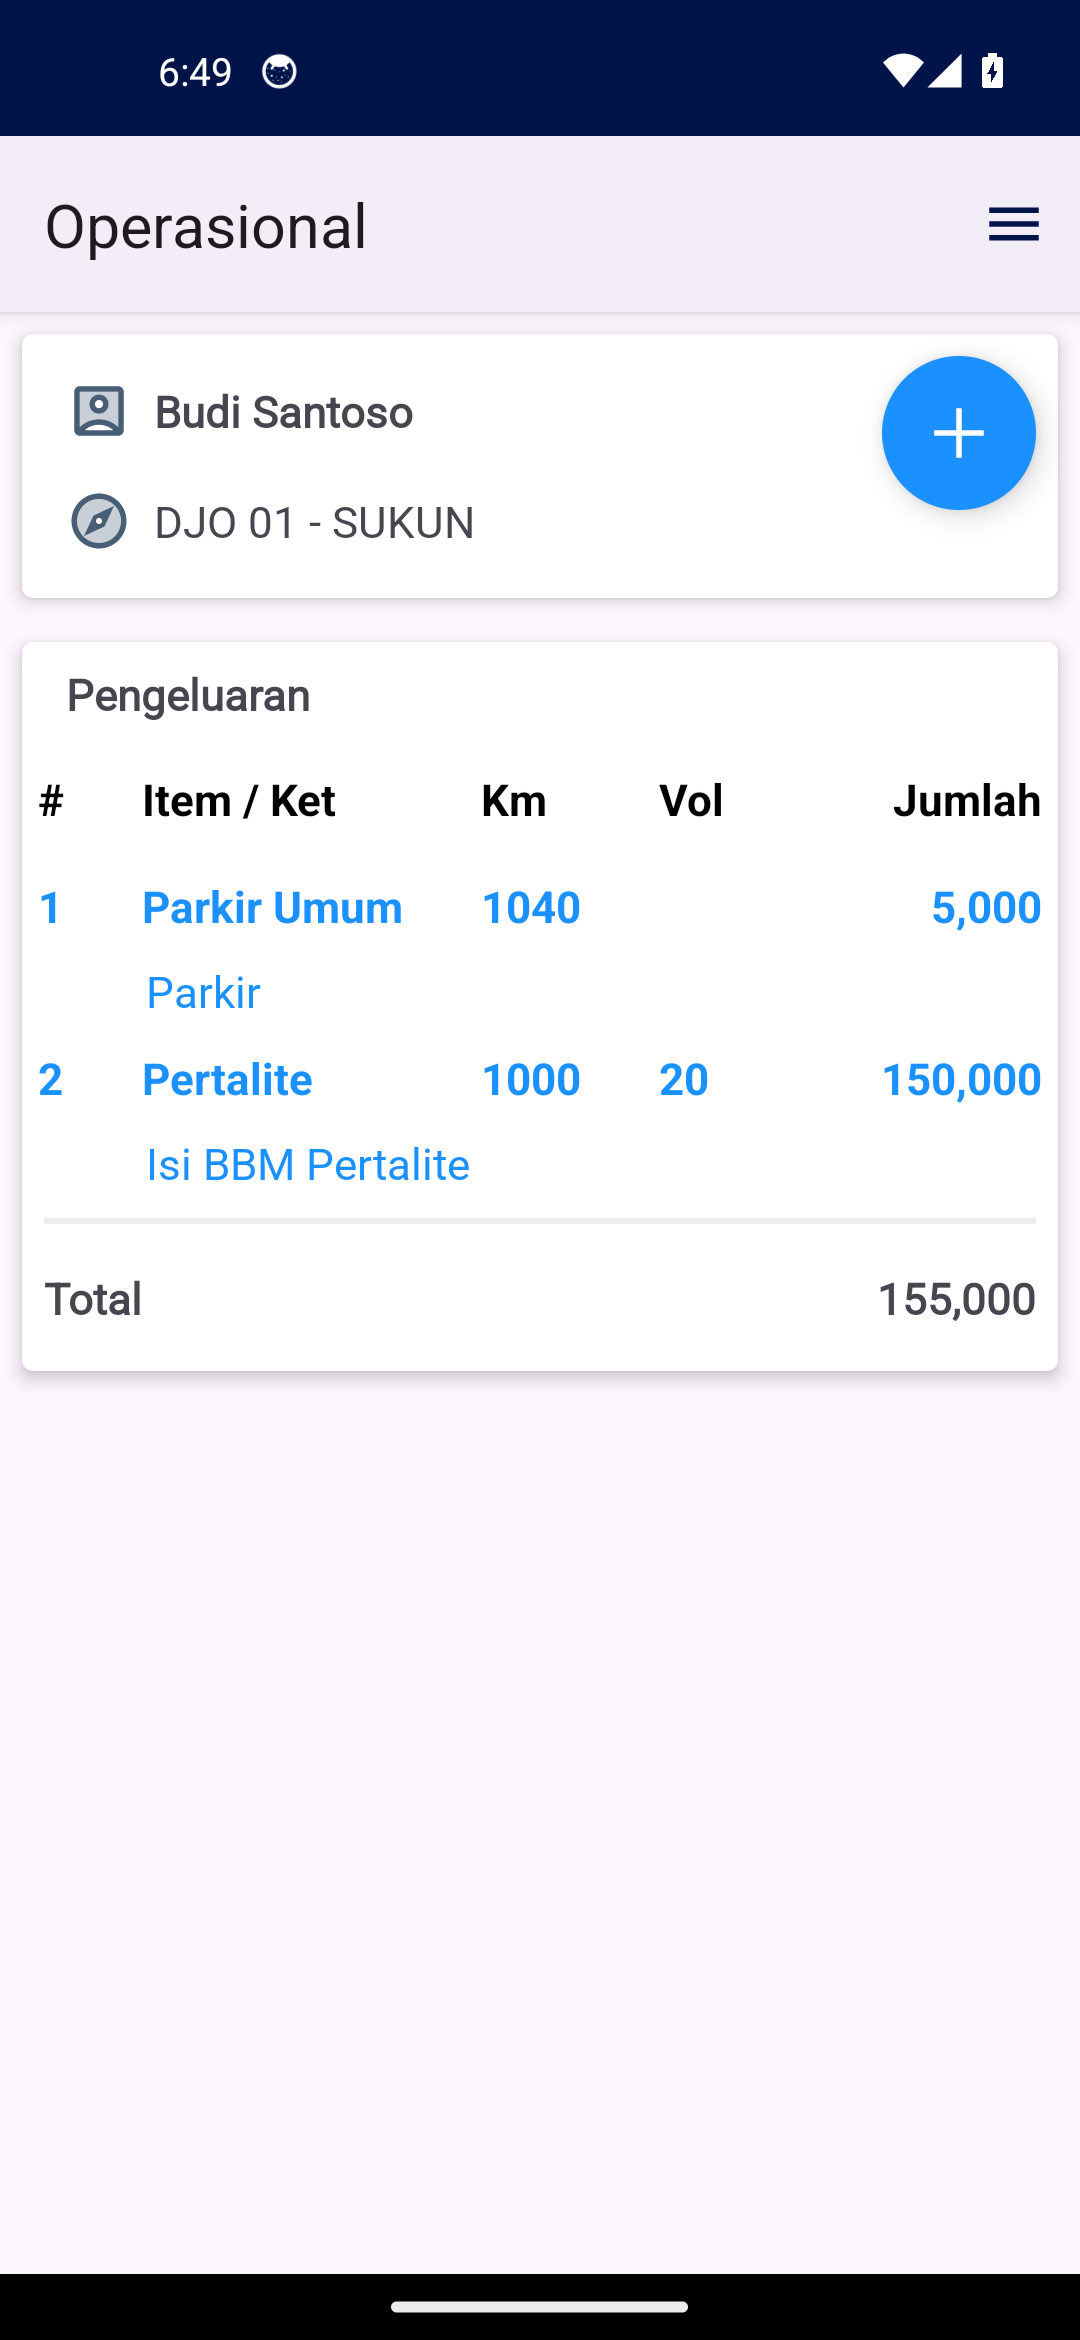 6:49
Operasional
Budi Santoso
DJO 01 - SUKUN
Pengeluaran
# Item / Ket Km Vol Jumlah
1 Parkir Umum 1040 5,000
Parkir
2 Pertalite 1000 20 150,000
Isi BBM Pertalite
Total 155,000